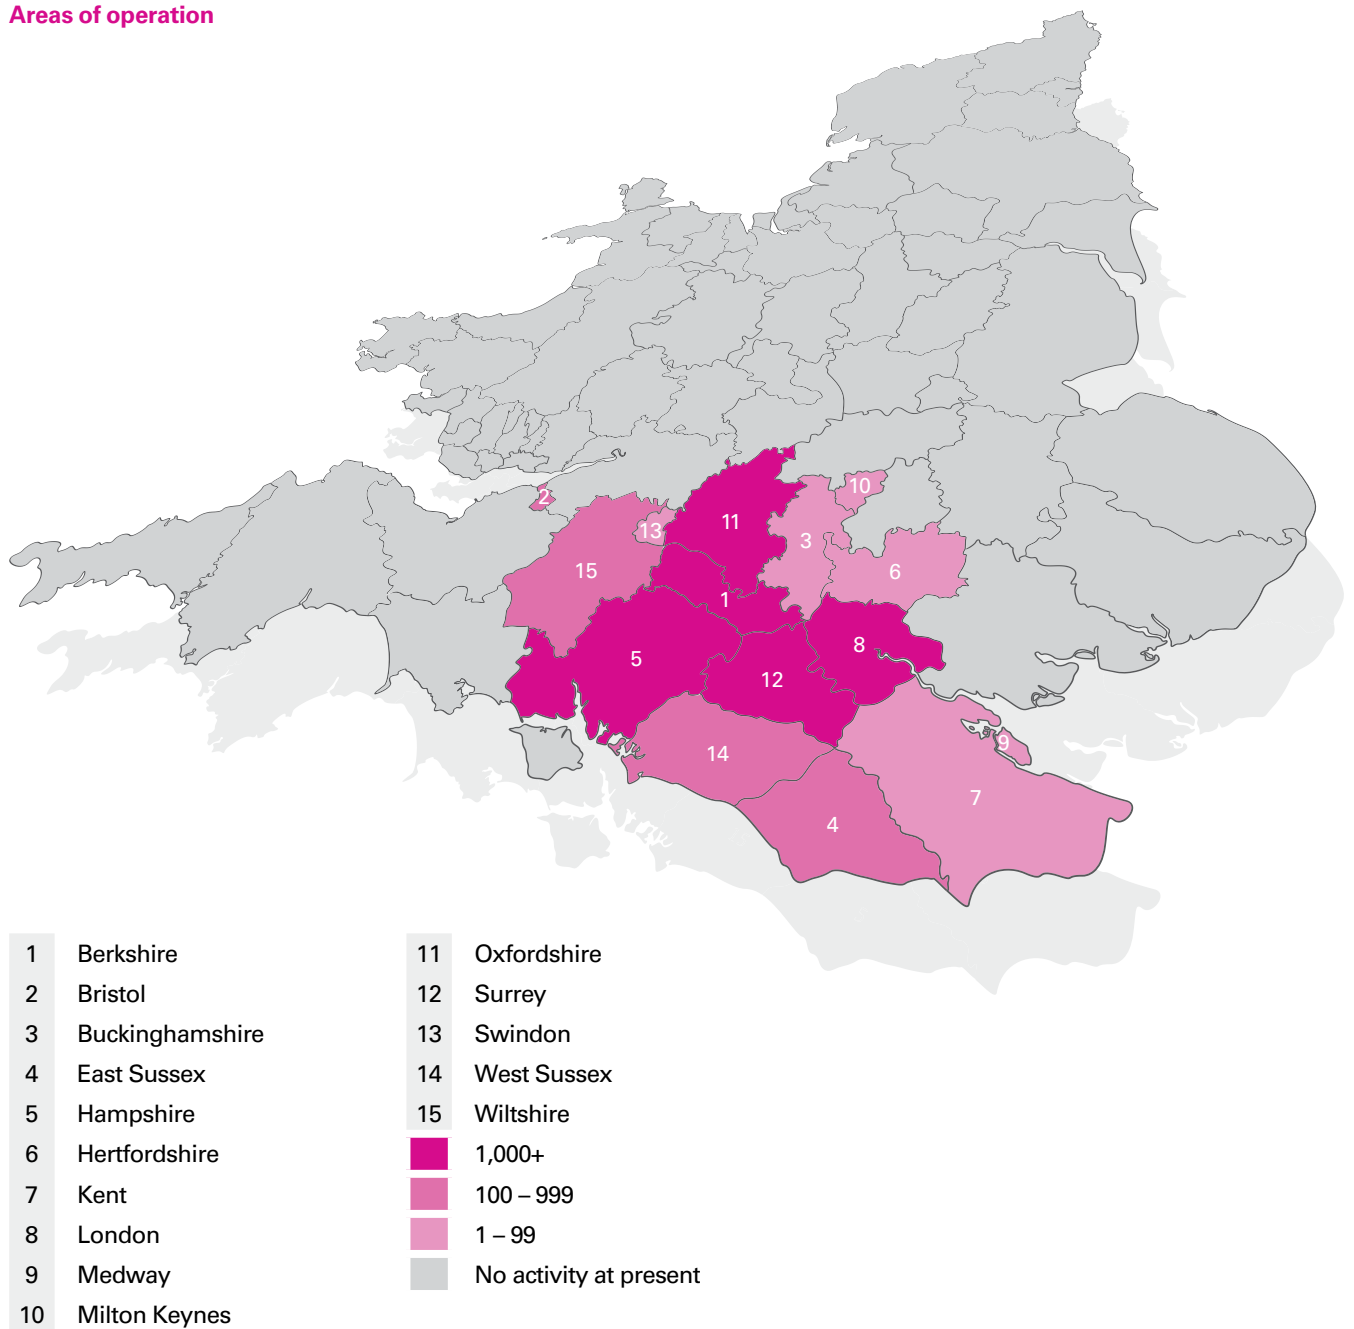 Areas of operation
10
2
11
13
3
15
6
1
8
5
12
9
14
7
4
1 Berkshire
2 Bristol
3 Buckinghamshire
4 East Sussex
5 Hampshire
6 Hertfordshire
7 Kent
8 London
9 Medway
10 Milton Keynes
11 Oxfordshire
12 Surrey
13 Swindon
14 West Sussex
15 Wiltshire
1,000+
100 – 999
1 – 99
No activity at present